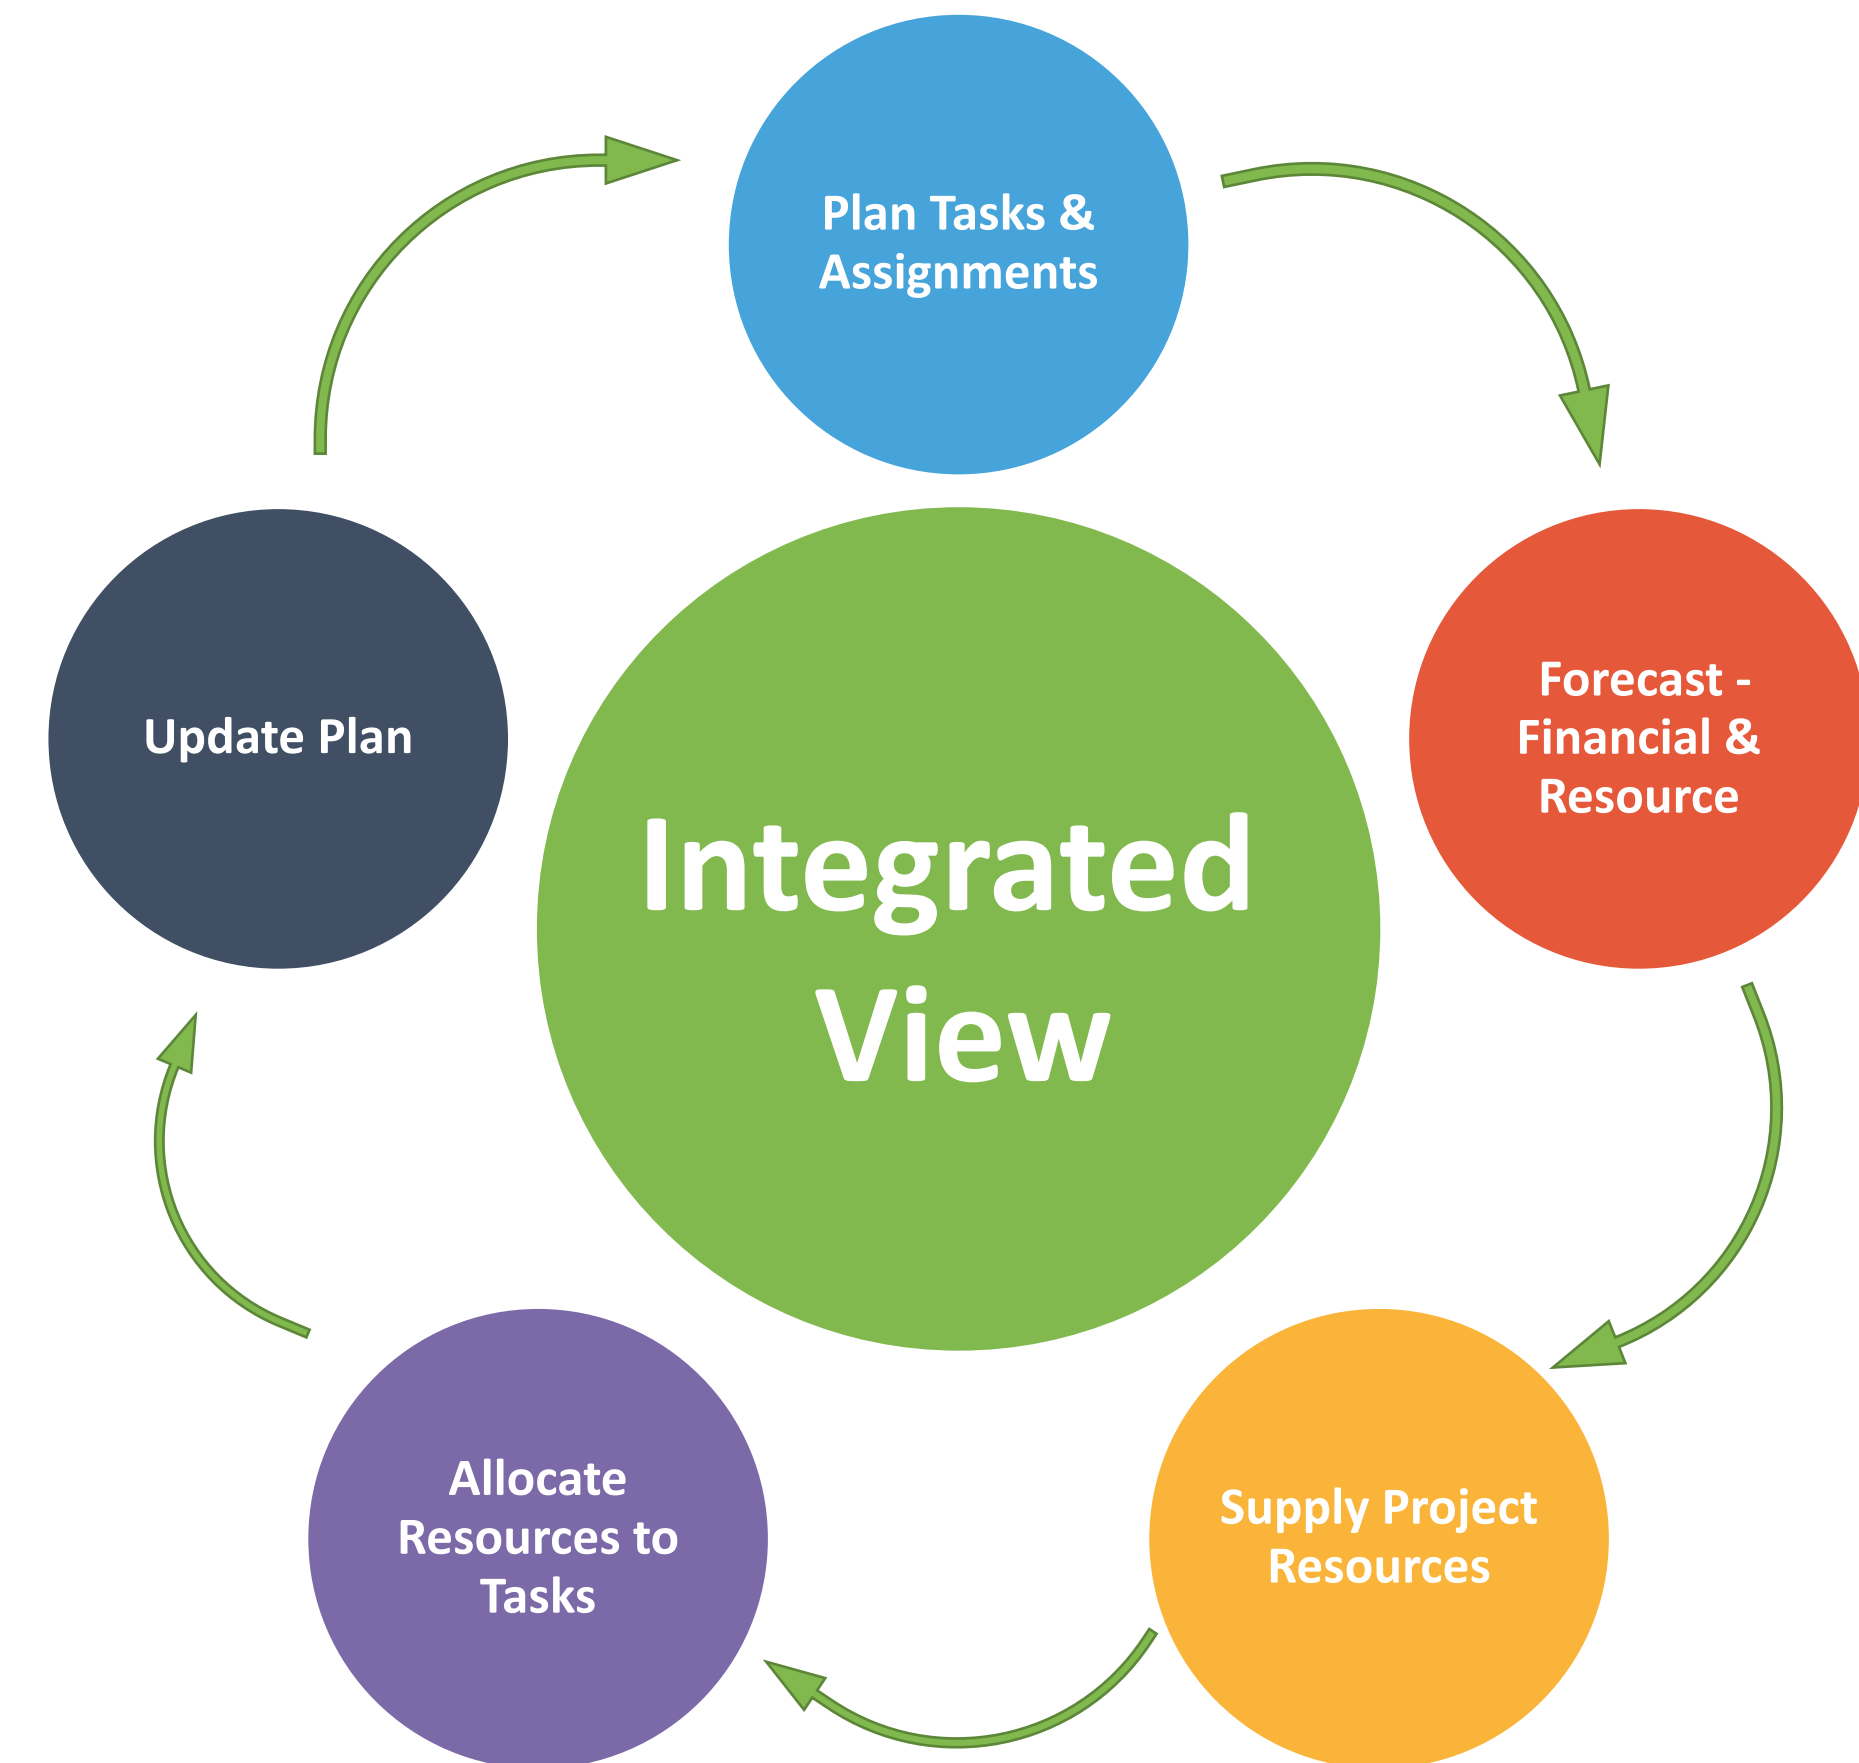 Plan Tasks &
Assignments
Forecast -
Financial &
Resource
Supply Project
Resources
Allocate
Resources to
Tasks
Update Plan
Integrated
View